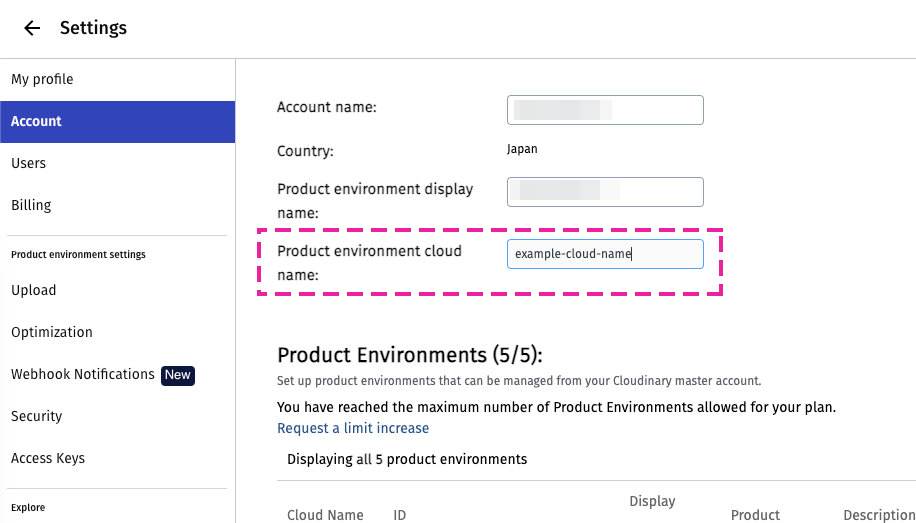 Settings
My profile
Account
Users
Billing
Product environment settings
Upload
Optimization
Webhook Notifications New
Security
Access Keys
Explore
Account name:
Country: Japan
Product environment display
name:
Product environment cloud
name:
example-cloud-name
Product Environments (5/5):
Set up product environments that can be managed from your Cloudinary master account.
You have reached the maximum number of Product Environments allowed for your plan.
Request a limit increase
Displaying all 5 product environments
Cloud Name ID Display Product Description